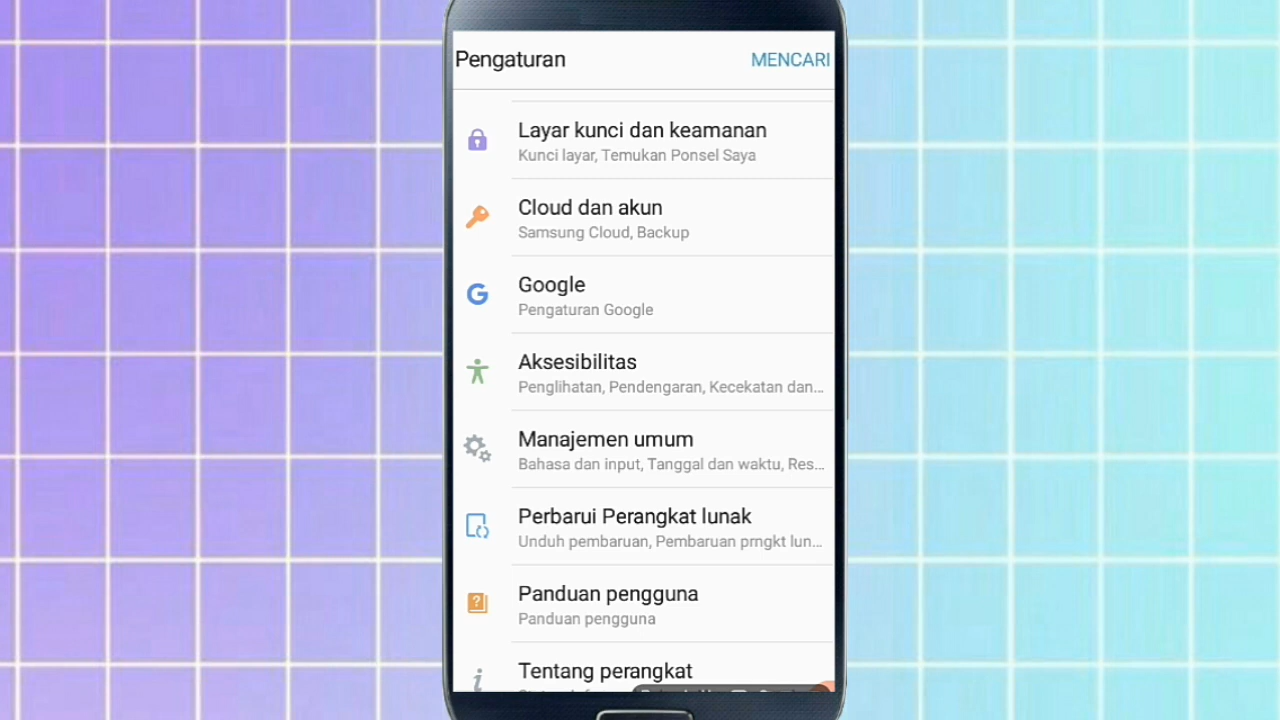 Pengaturan
MENCARI
Layar kunci dan keamanan
Kunci layar, Temukan Ponsel Saya
Cloud dan akun
Samsung Cloud, Backup
Google
Pengaturan Google
Aksesibilitas
Penglihatan, Pendengaran, Kecekatan dan...
Manajemen umum
Bahasa dan input, Tanggal dan waktu, Res...
Perbarui Perangkat lunak
Unduh pembaruan, Pembaruan prngkt lun...
Panduan pengguna
Panduan pengguna
Tentang perangkat